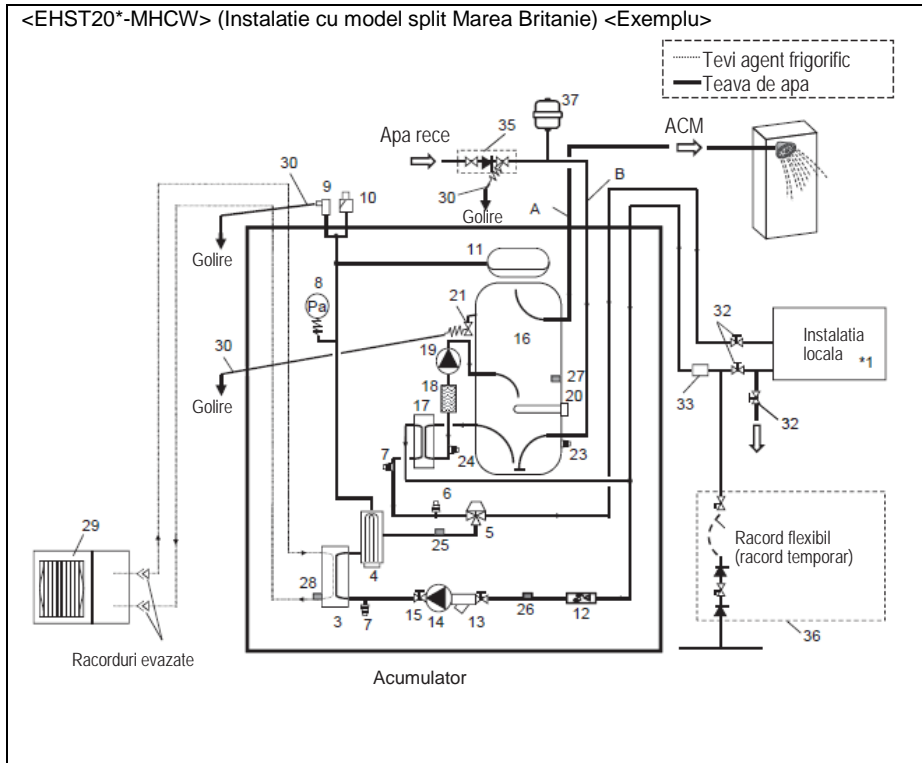 <EHST20*-MHCW> (Instalatie cu model split Marea Britanie) <Exemplu>
Tevi agent frigorific
Teava de apa
37
Apa rece
35
ACM
30
9
10
30
Golire
A
B
Golire
11
8
Pa
21
16
32
Instalatia
locala
*1
30
19
27
18
20
33
Golire
17
32
7
24
23
6
29
25
5
Racord flexibil
(racord temporar)
28
4
26
3
7
15
14
13
12
36
Racorduri evazate
Acumulator